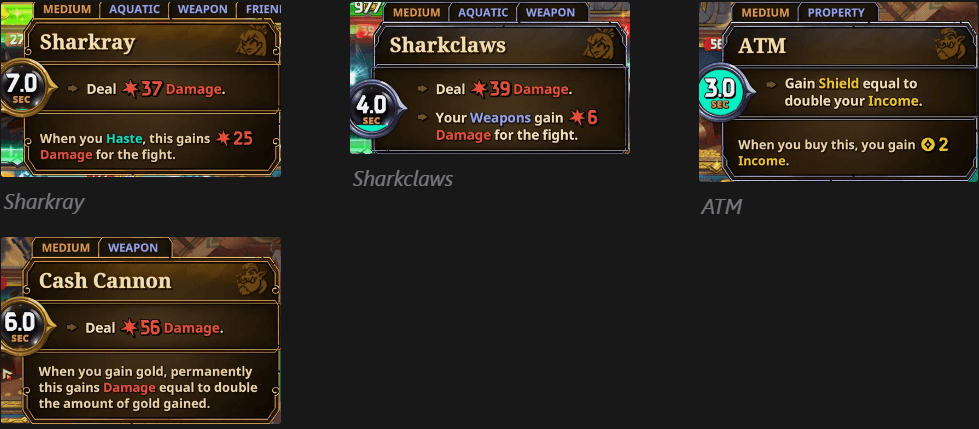 MEDIUM AQUATIC WEAPON FRIEN
Sharkray
27
7.0
SEC
Deal 37 Damage.
When you Haste, this gains 25
Damage for the fight.
Sharkray
977
MEDIUM AQUATIC WEAPON
Sharkclaws
4.0
SEC
Deal 39 Damage.
Your Weapons gain 6
Damage for the fight.
Sharkclaws
MEDIUM PROPERTY
ATM
3.0
SEC
Gain Shield equal to
double your Income.
When you buy this, you gain 2
Income.
ATM
MEDIUM WEAPON
Cash Cannon
6.0
SEC
Deal 56 Damage.
When you gain gold, permanently
this gains Damage equal to double
the amount of gold gained.